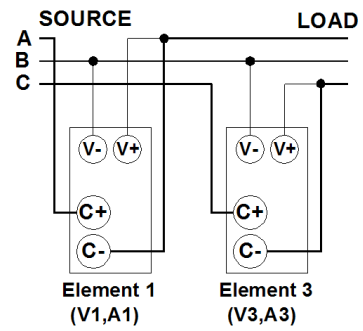 SOURCE LOAD
A
B
C
V- V+ V- V+
C+ C+
C- C-
Element 1 Element 3
(V1,A1) (V3,A3)